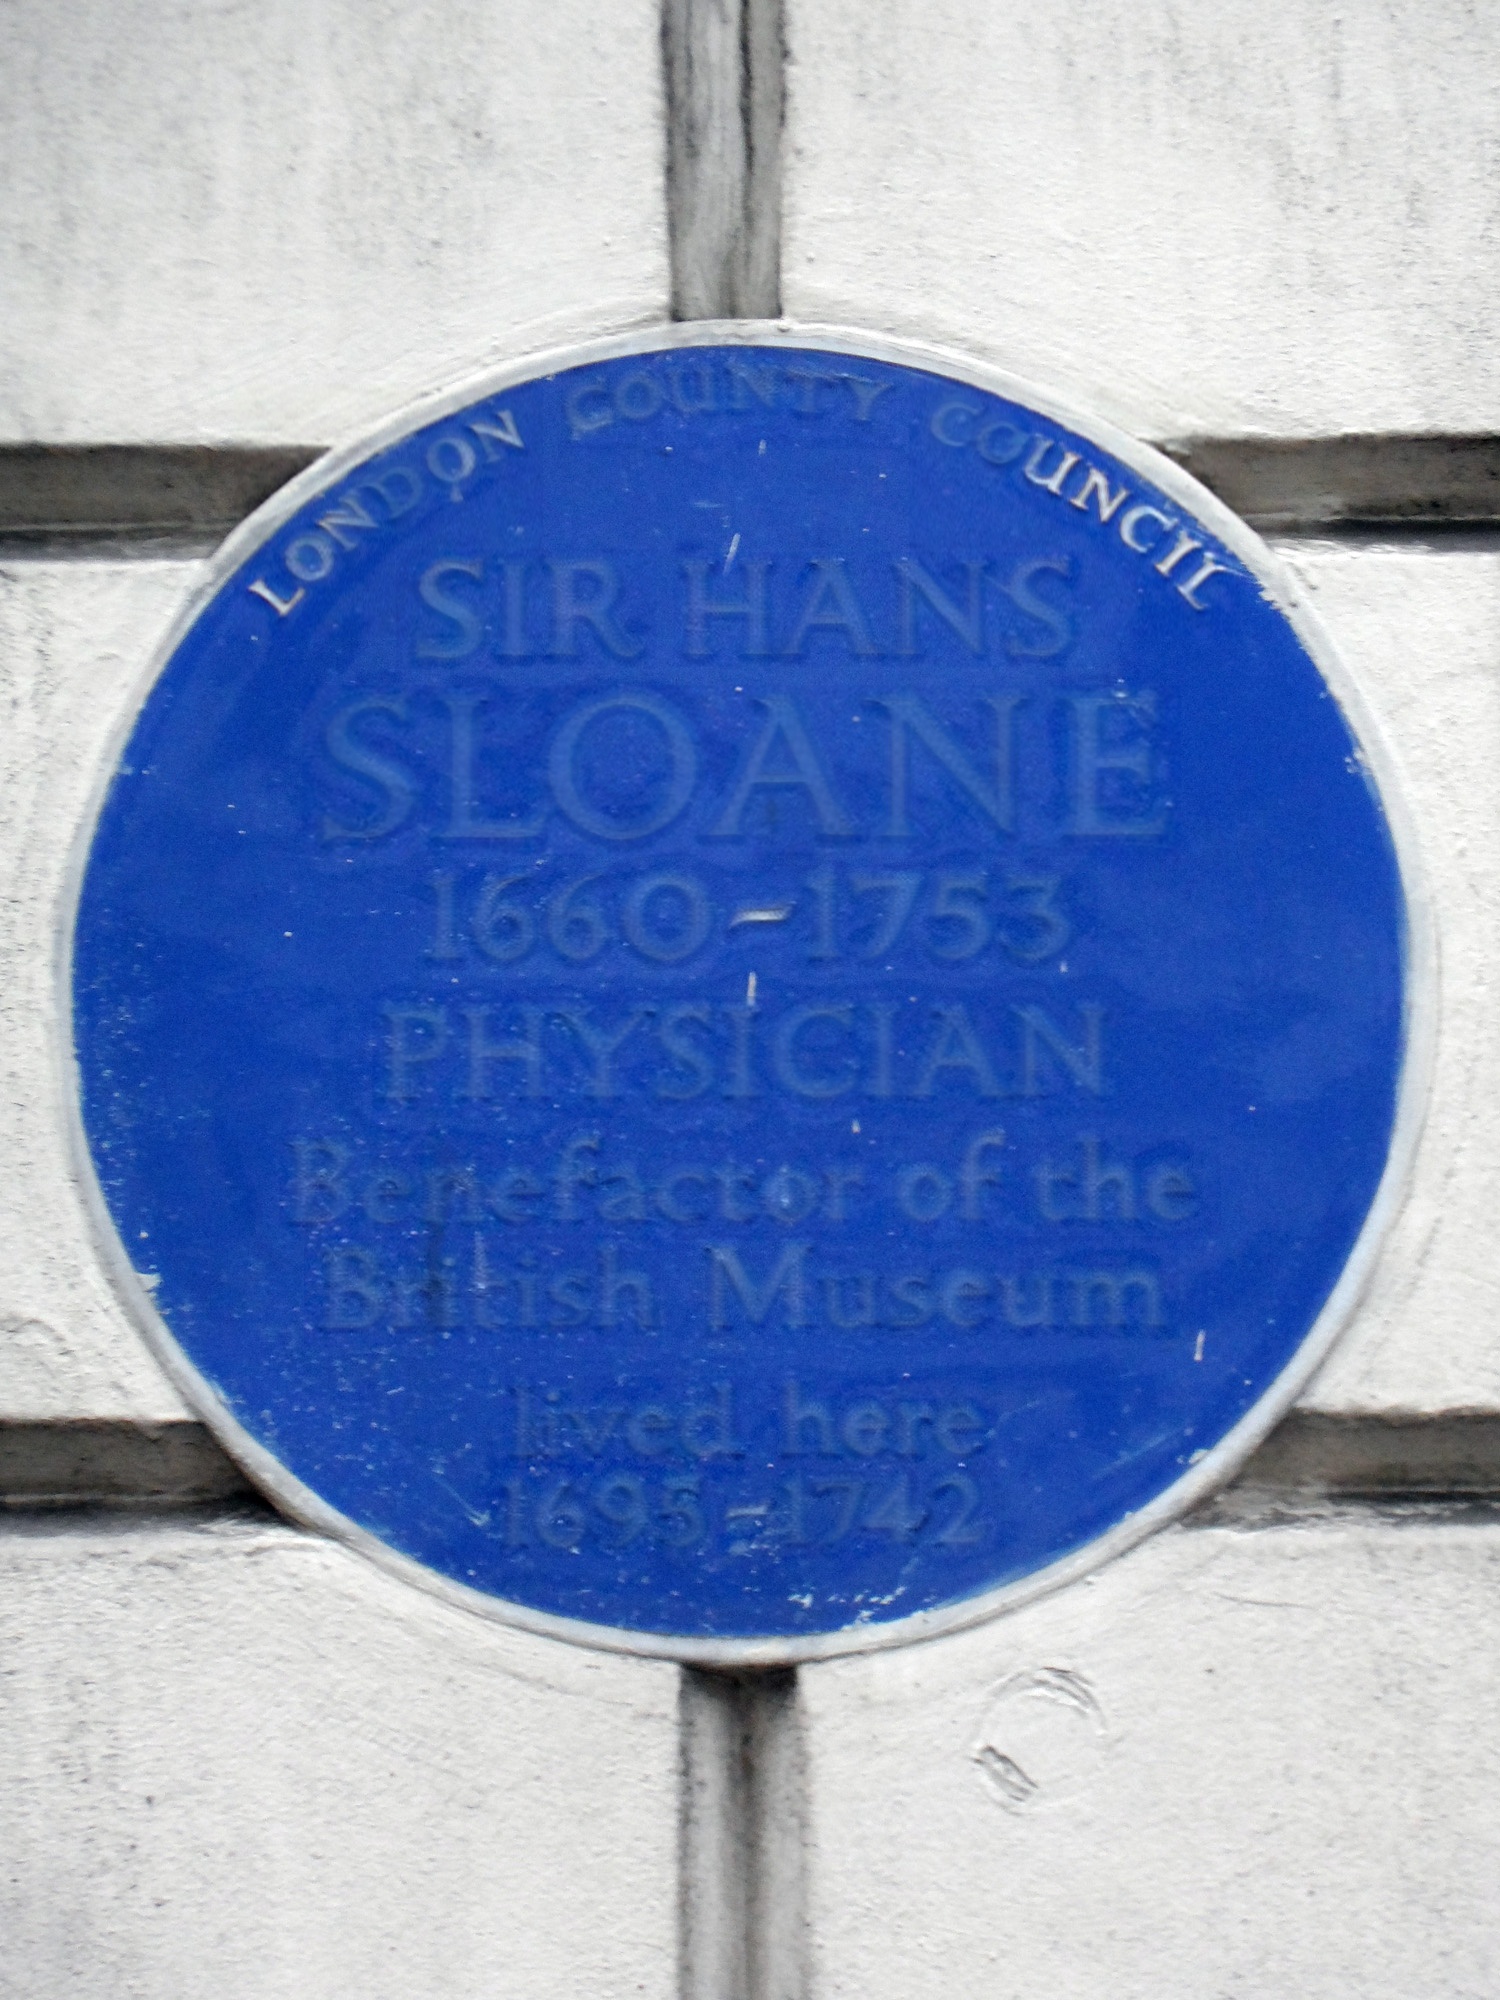 LONDON COUNTY COUNCIL
SIR HANS
SLOANE
1660-1753
PHYSICIAN
Benefactor of the
British Museum
lived here
1695-1742